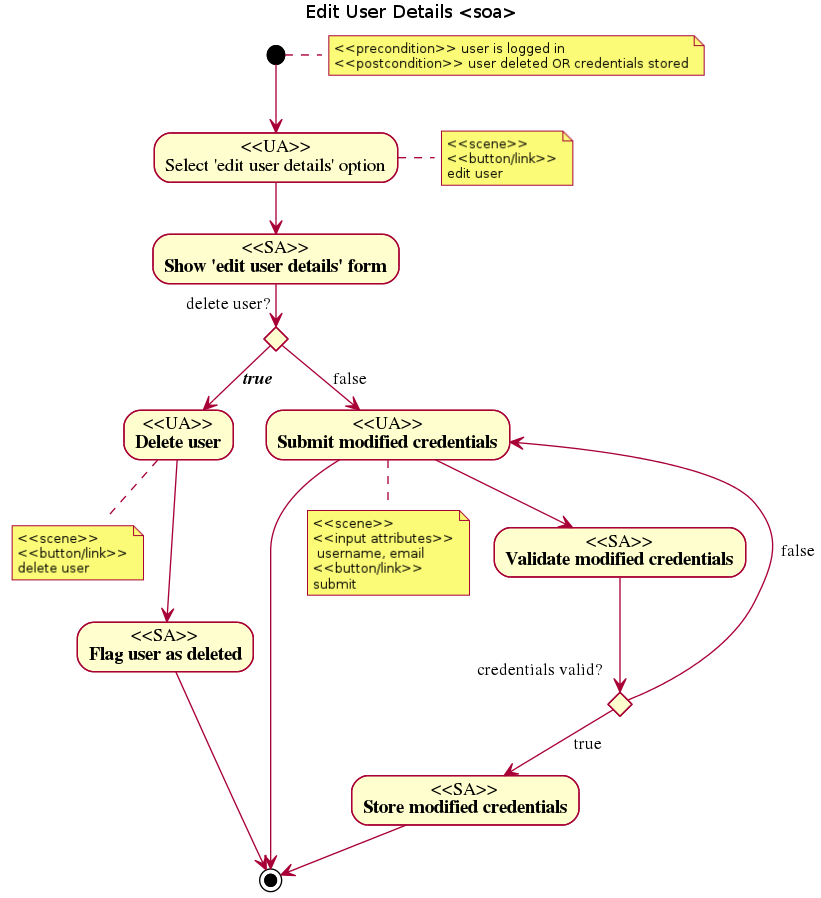 Edit User Details <soa>
<<precondition>> user is logged in
<<postcondition>> user deleted OR credentials stored
<<UA>>
Select 'edit user details' option
<<scene>>
<<button/link>>
edit user
<<SA>>
Show 'edit user details' form
delete user?
true
false
<<UA>>
Delete user
<<UA>>
Submit modified credentials
<<scene>>
<<button/link>>
delete user
<<scene>>
<<input attributes>>
username, email
<<button/link>>
submit
<<SA>>
Validate modified credentials
false
<<SA>>
Flag user as deleted
credentials valid?
true
<<SA>>
Store modified credentials